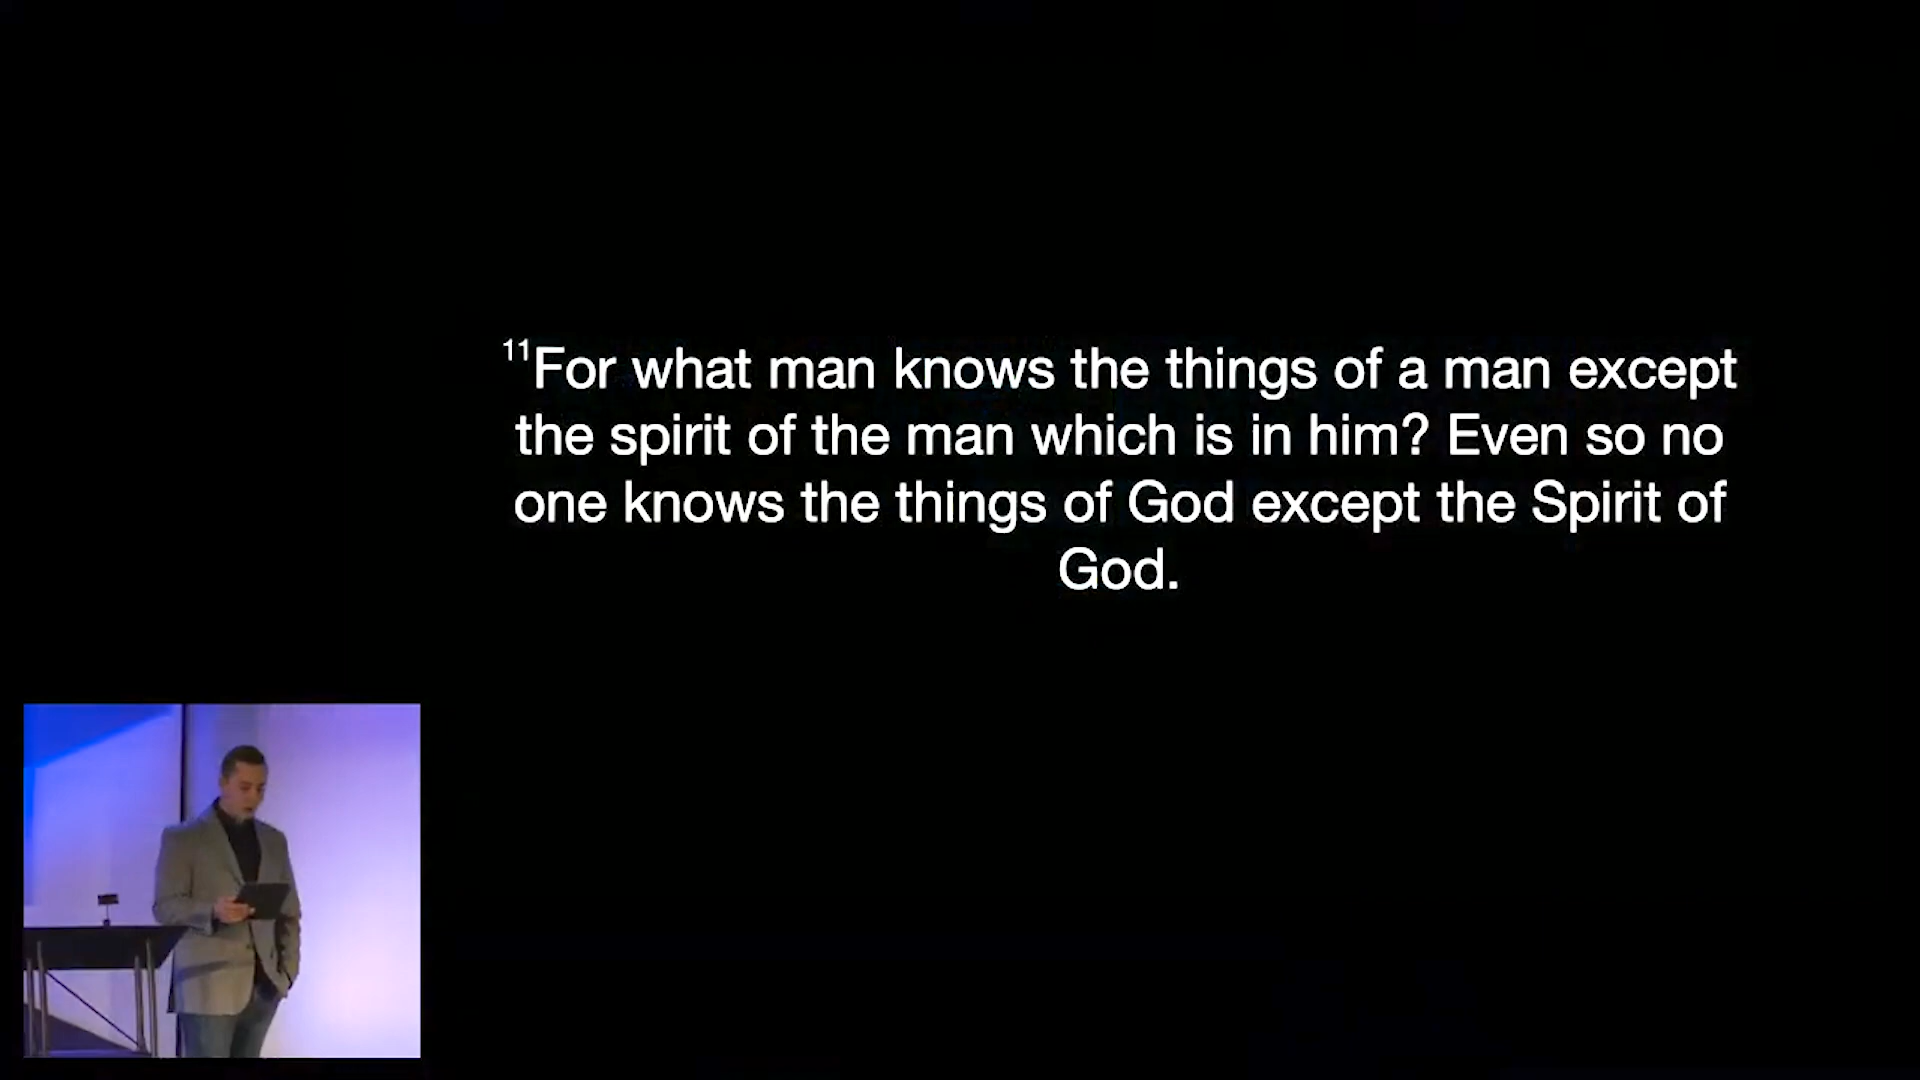 ¹¹For what man knows the things of a man except
the spirit of the man which is in him? Even so no
one knows the things of God except the Spirit of
God.